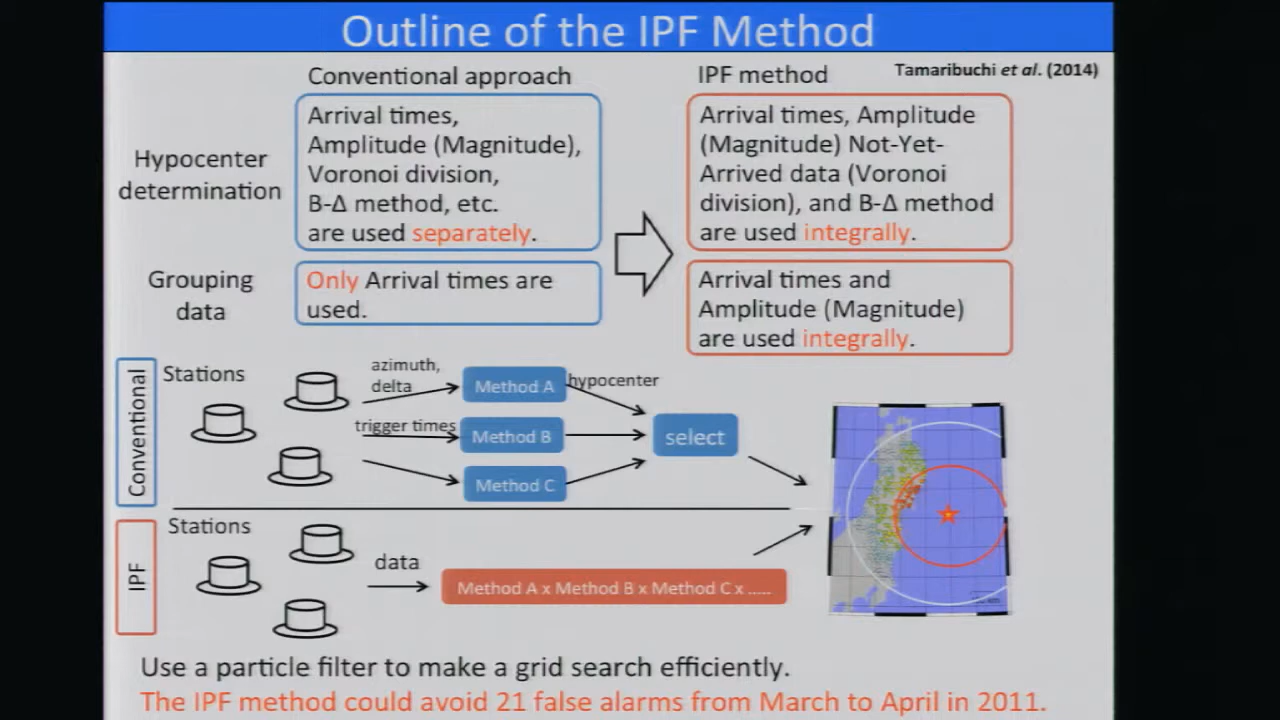 Outline of the IPF Method
Conventional approach
IPF method
Tamaribuchi et al. (2014)
Hypocenter
determination
Arrival times,
Amplitude (Magnitude),
Voronoi division,
B-Δ method, etc.
are used separately.
Arrival times, Amplitude
(Magnitude) Not-Yet-
Arrived data (Voronoi
division), and B-Δ method
are used integrally.
Grouping
data
Only Arrival times are
used.
Arrival times and
Amplitude (Magnitude)
are used integrally.
Conventional
Stations
azimuth,
delta
trigger times
Method A
Method B
Method C
hypocenter
select
IPF
Stations
data
Method A x Method B x Method C x .....
Use a particle filter to make a grid search efficiently.
The IPF method could avoid 21 false alarms from March to April in 2011.